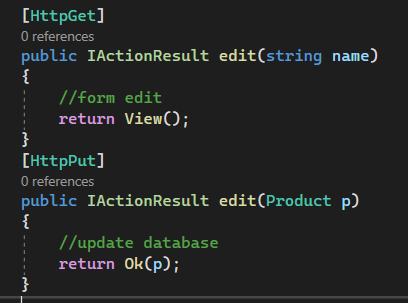 [HttpGet]
0 references
public IActionResult edit(string name)
{
//form edit
return View();
}
[HttpPut]
0 references
public IActionResult edit(Product p)
{
//update database
return Ok(p);
}